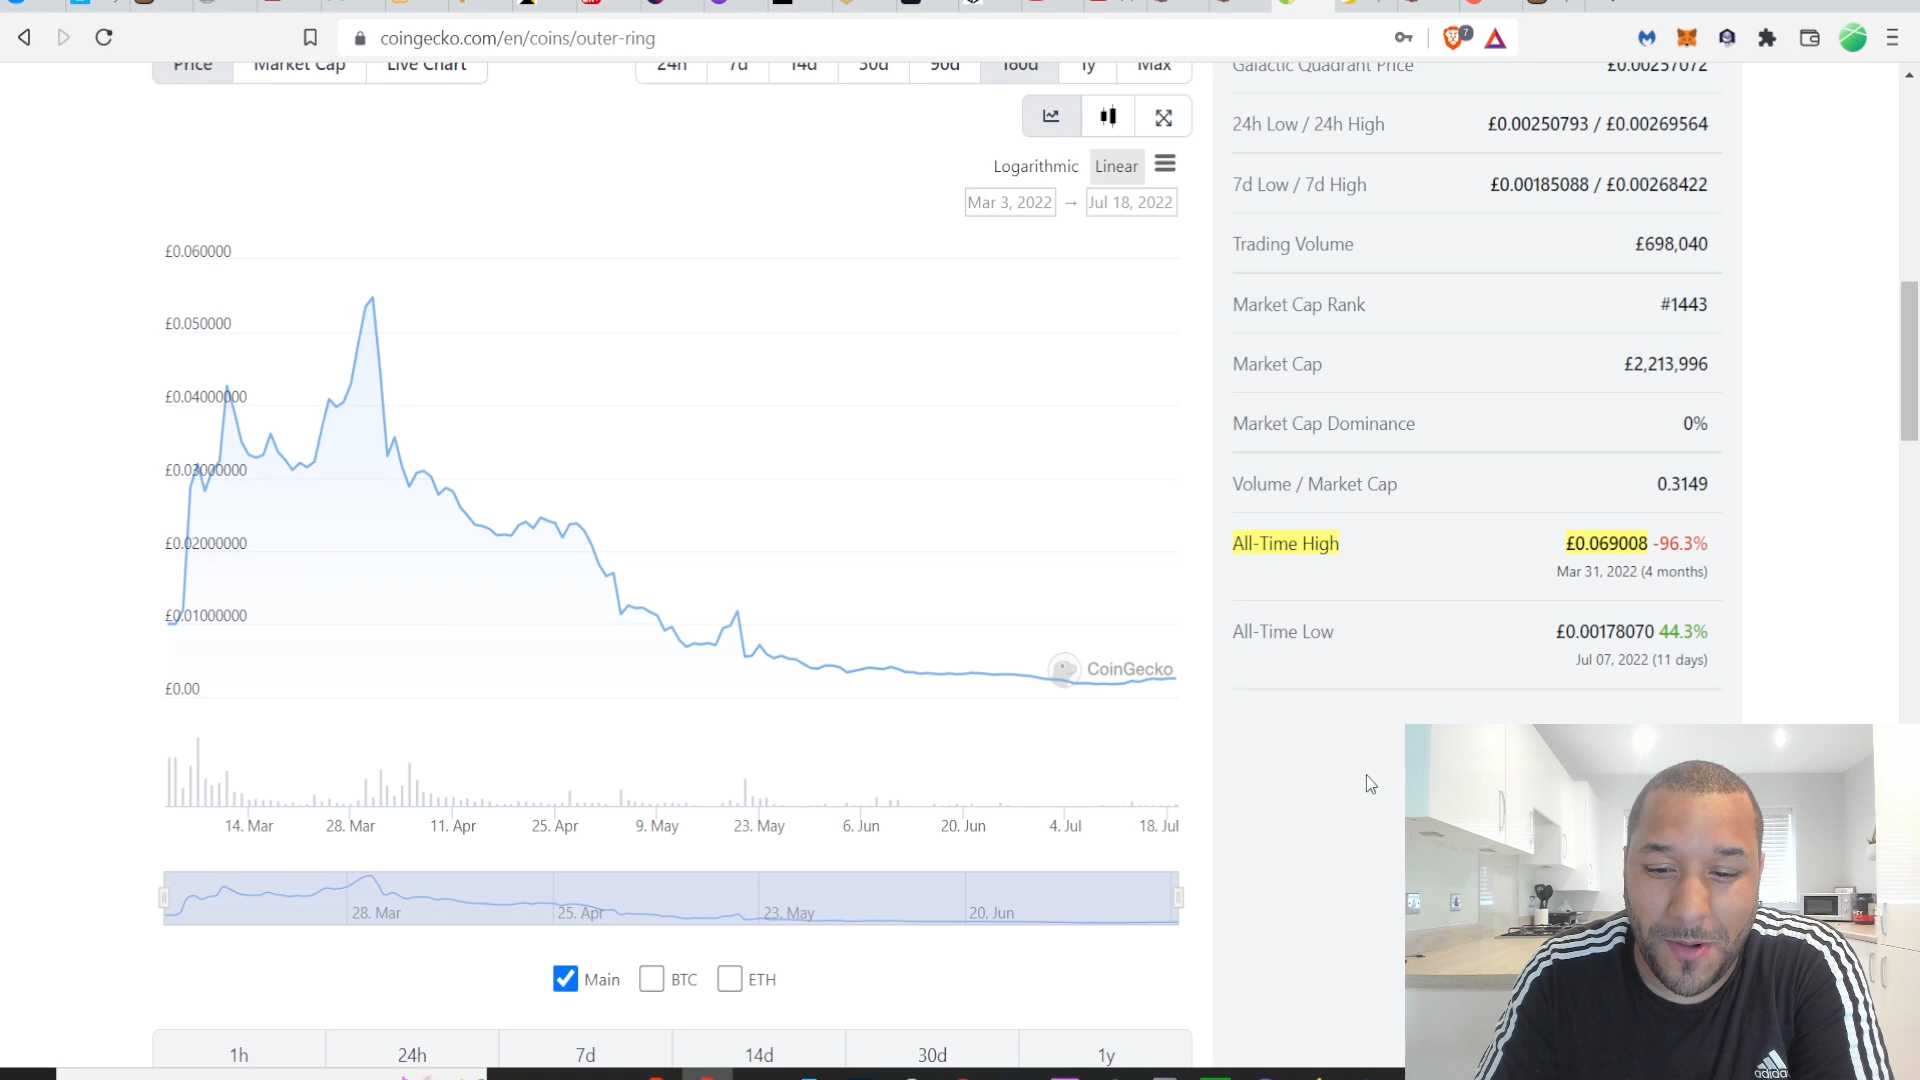 coingecko.com/en/coins/outer-ring
7
Price Market Cap Live Chart
24h 7d 14d 30d 90d 180d 1y Max
Logarithmic Linear
Mar 3, 2022 → Jul 18, 2022
£0.060000
£0.050000
£0.04000000
£0.03000000
£0.02000000
£0.01000000
£0.00
CoinGecko
14. Mar 28. Mar 11. Apr 25. Apr 9. May 23. May 6. Jun 20. Jun 4. Jul 18. Jul
28. Mar 25. Apr 23. May 20. Jun
Main BTC ETH
1h 24h 7d 14d 30d 1y
Galactic Quadrant Price £0.00257072
24h Low / 24h High £0.00250793 / £0.00269564
7d Low / 7d High £0.00185088 / £0.00268422
Trading Volume £698,040
Market Cap Rank #1443
Market Cap £2,213,996
Market Cap Dominance 0%
Volume / Market Cap 0.3149
All-Time High £0.069008 -96.3%
Mar 31, 2022 (4 months)
All-Time Low £0.00178070 44.3%
Jul 07, 2022 (11 days)
adidas